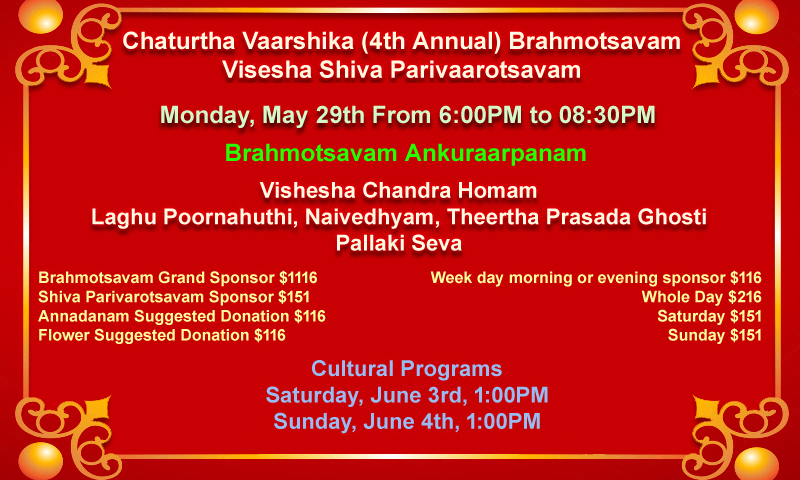 Chaturtha Vaarshika (4th Annual) Brahmotsavam
Visesha Shiva Parivaarotsavam
Monday, May 29th From 6:00PM to 08:30PM
Brahmotsavam Ankuraarpanam
Vishesha Chandra Homam
Laghu Poornahuthi, Naivedhyam, Theertha Prasada Ghosti
Pallaki Seva
Brahmotsavam Grand Sponsor $1116
Shiva Parivarotsavam Sponsor $151
Annadanam Suggested Donation $116
Flower Suggested Donation $116
Week day morning or evening sponsor $116
Whole Day $216
Saturday $151
Sunday $151
Cultural Programs
Saturday, June 3rd, 1:00PM
Sunday, June 4th, 1:00PM